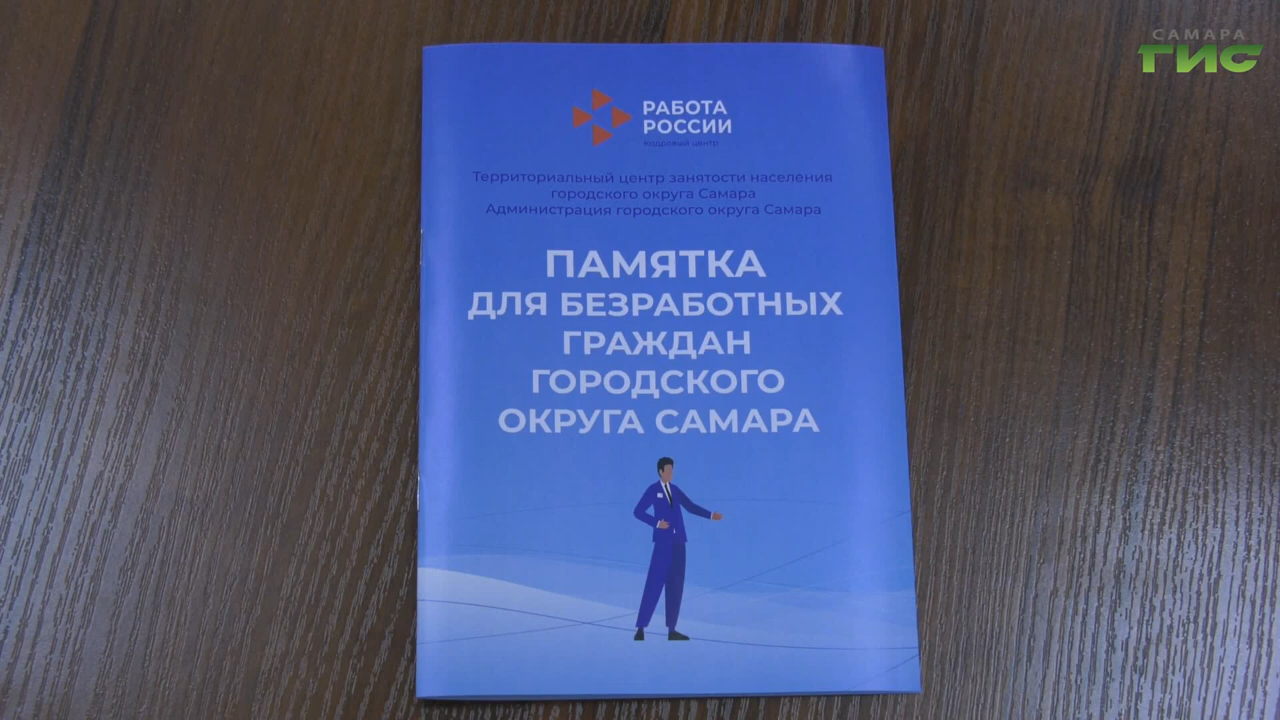 САМАРА
ГИС
РАБОТА
РОССИИ
кадровый центр
Территориальный центр занятости населения
городского округа Самара
Администрация городского округа Самара
ПАМЯТКА
ДЛЯ БЕЗРАБОТНЫХ
ГРАЖДАН
ГОРОДСКОГО
ОКРУГА САМАРА